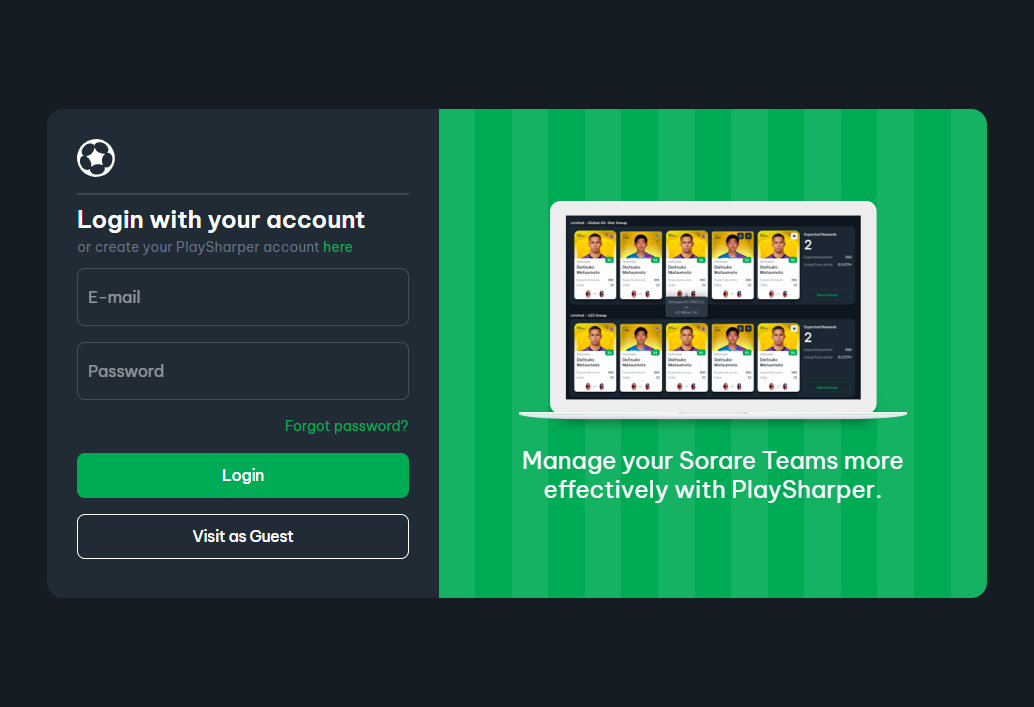 Login with your account
or create your PlaySharper account here
E-mail
Password
Forgot password?
Login
Visit as Guest
Limited - Global All-Star lineup
Expected Rewards
2
Daitsuke
Matsumoto
Daitsuke
Matsumoto
Daitsuke
Matsumoto
Daitsuke
Matsumoto
Daitsuke
Matsumoto
Limited - U23 lineup
Expected Rewards
2
Daitsuke
Matsumoto
Daitsuke
Matsumoto
Daitsuke
Matsumoto
Daitsuke
Matsumoto
Daitsuke
Matsumoto
Manage your Sorare Teams more
effectively with PlaySharper.